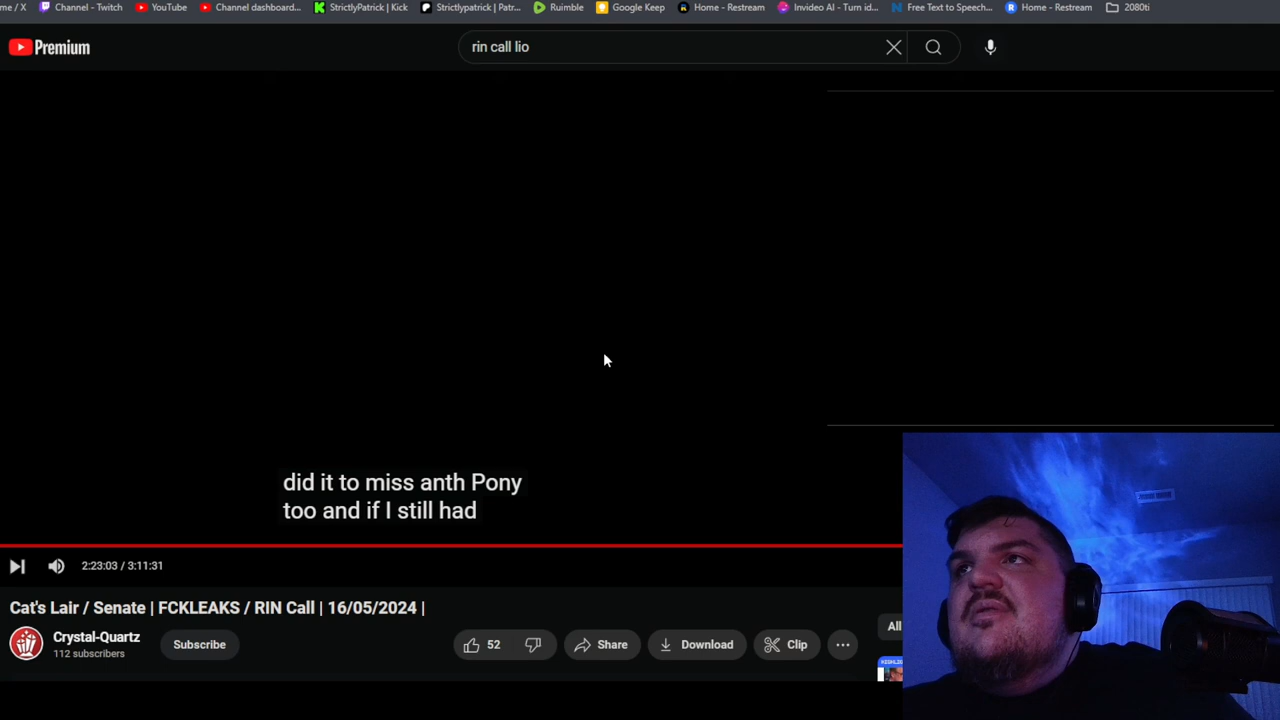 me / X
Channel - Twitch
YouTube
Channel dashboard...
StrictlyPatrick | Kick
Strictlypatrick | Patr...
Rumble
Google Keep
Home - Restream
Invideo AI - Turn id...
Free Text to Speech...
Home - Restream
2080ti
Premium
rin call lio
did it to miss anth Pony
too and if I still had
2:23:03 / 3:11:31
Cat's Lair / Senate | FCKLEAKS / RIN Call | 16/05/2024 |
Crystal-Quartz
112 subscribers
Subscribe
52
Share
Download
Clip
All